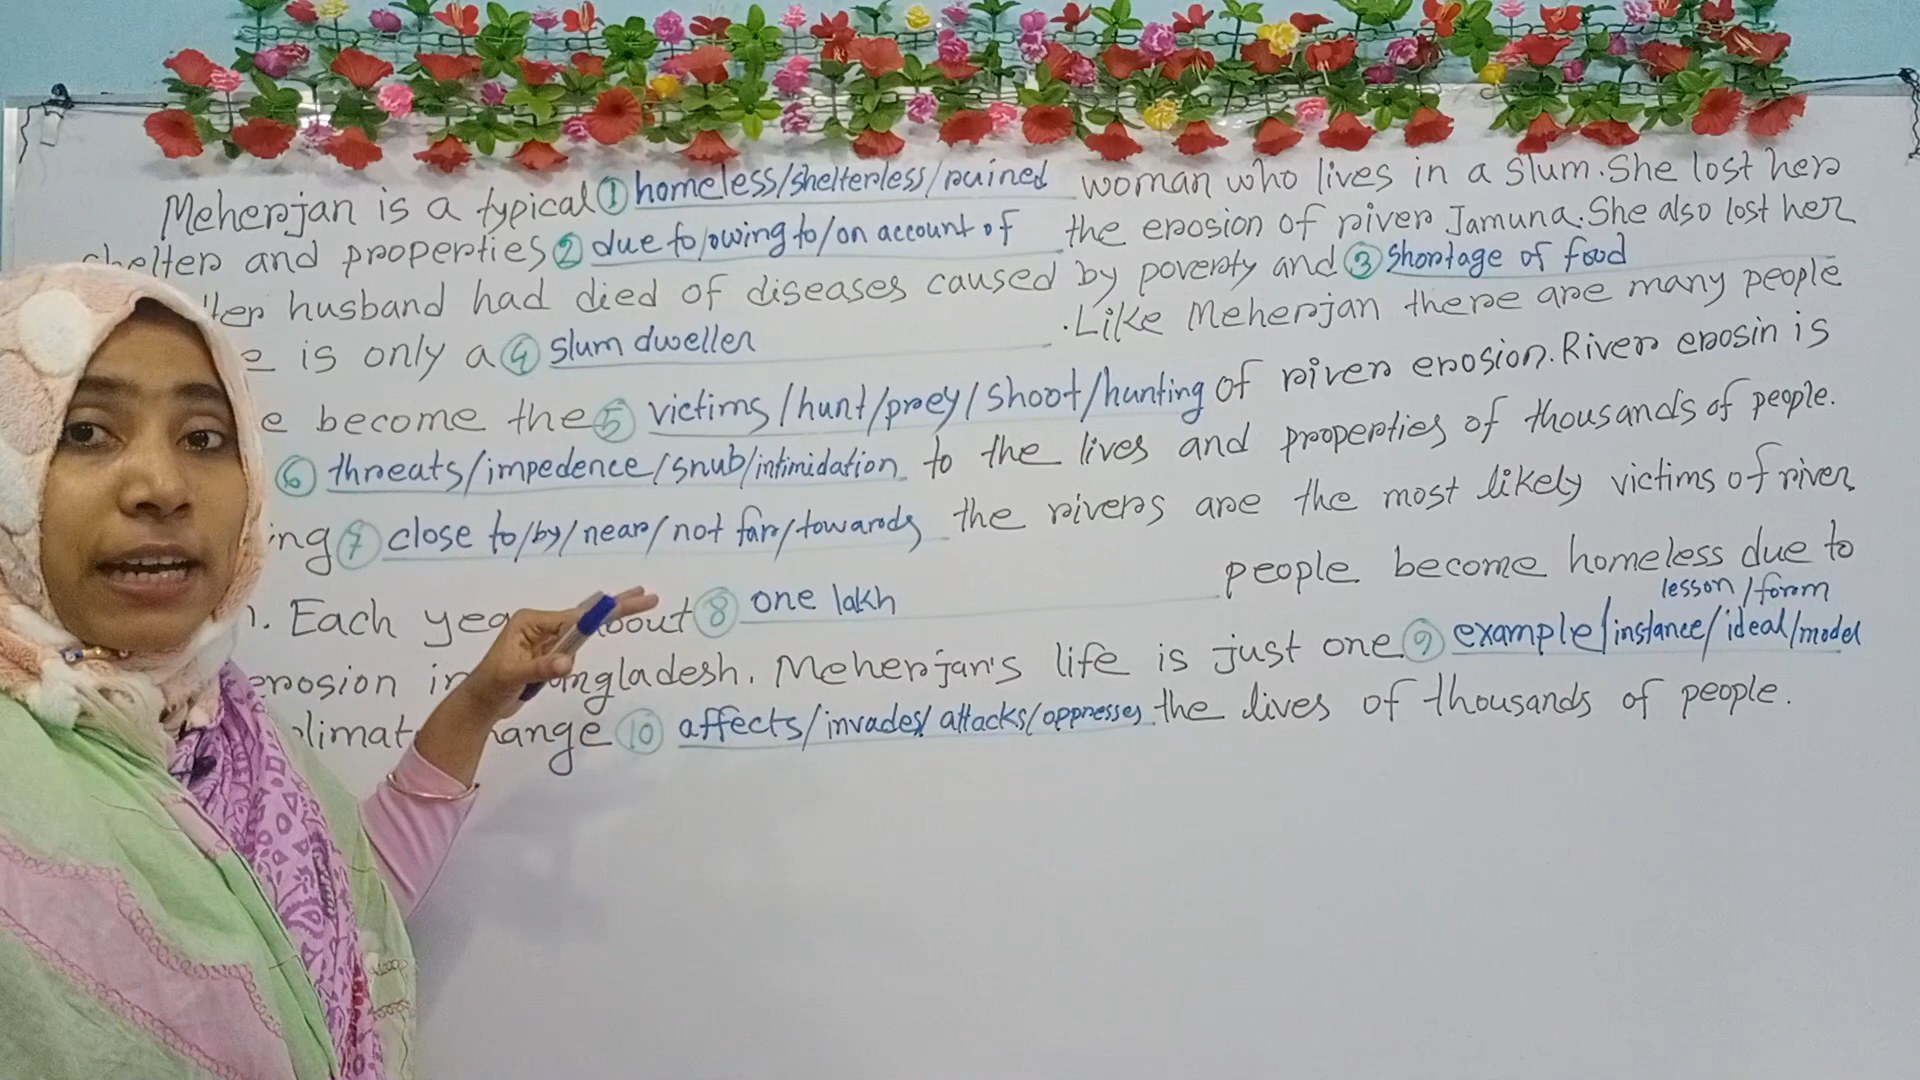 Meherjan is a typical ① homeless/shelterless/ruined woman who lives in a slum. She lost her
shelter and properties ② due to/owing to/on account of the erosion of river Jamuna. She also lost her
husband had died of diseases caused by poverty and ③ Shortage of food
is only a ④ slum dweller . Like Meherjan there are many people
become the ⑤ victims/hunt/prey/shoot/hunting of river erosion. River erosin is
⑥ threats/impedence/snub/intimidation to the lives and properties of thousands of people.
⑦ close to/by/near/not far/towards the rivers are the most likely victims of river
. Each about ⑧ one lakh people become homeless due to
lesson/form
erosion in Meherjan's life is just one ⑨ example/instance/ideal/model
⑩ affects/invades/attacks/oppresses the lives of thousands of people.